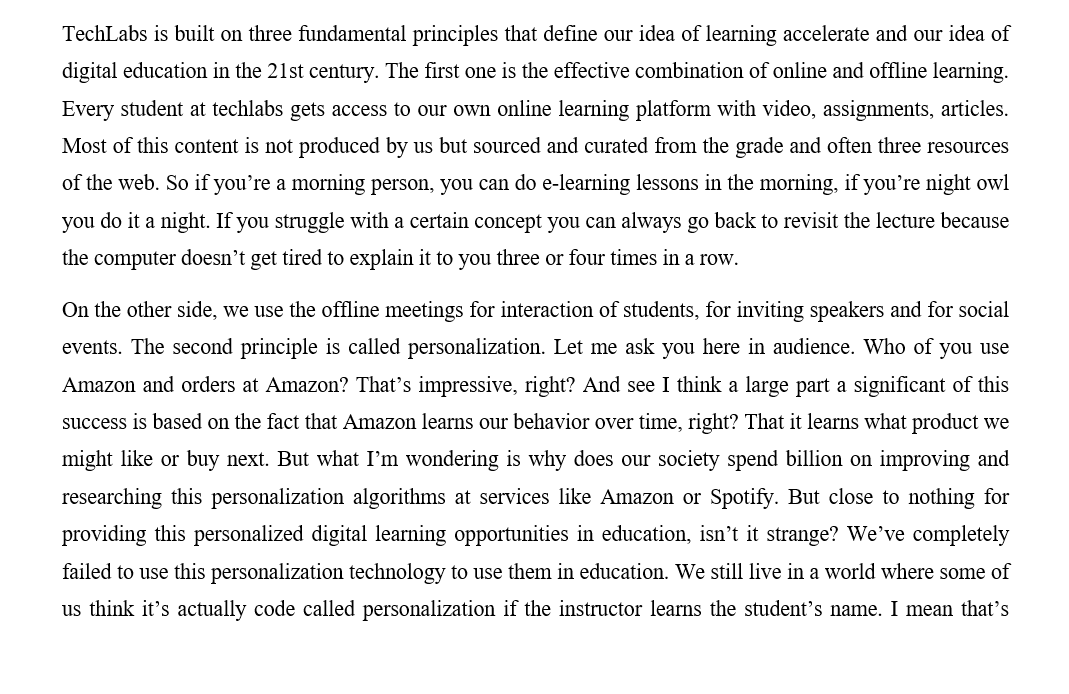 TechLabs is built on three fundamental principles that define our idea of learning accelerate and our idea of
digital education in the 21st century. The first one is the effective combination of online and offline learning.
Every student at techlabs gets access to our own online learning platform with video, assignments, articles.
Most of this content is not produced by us but sourced and curated from the grade and often three resources
of the web. So if you’re a morning person, you can do e-learning lessons in the morning, if you’re night owl
you do it a night. If you struggle with a certain concept you can always go back to revisit the lecture because
the computer doesn’t get tired to explain it to you three or four times in a row.
On the other side, we use the offline meetings for interaction of students, for inviting speakers and for social
events. The second principle is called personalization. Let me ask you here in audience. Who of you use
Amazon and orders at Amazon? That’s impressive, right? And see I think a large part a significant of this
success is based on the fact that Amazon learns our behavior over time, right? That it learns what product we
might like or buy next. But what I’m wondering is why does our society spend billion on improving and
researching this personalization algorithms at services like Amazon or Spotify. But close to nothing for
providing this personalized digital learning opportunities in education, isn’t it strange? We’ve completely
failed to use this personalization technology to use them in education. We still live in a world where some of
us think it’s actually code called personalization if the instructor learns the student’s name. I mean that’s